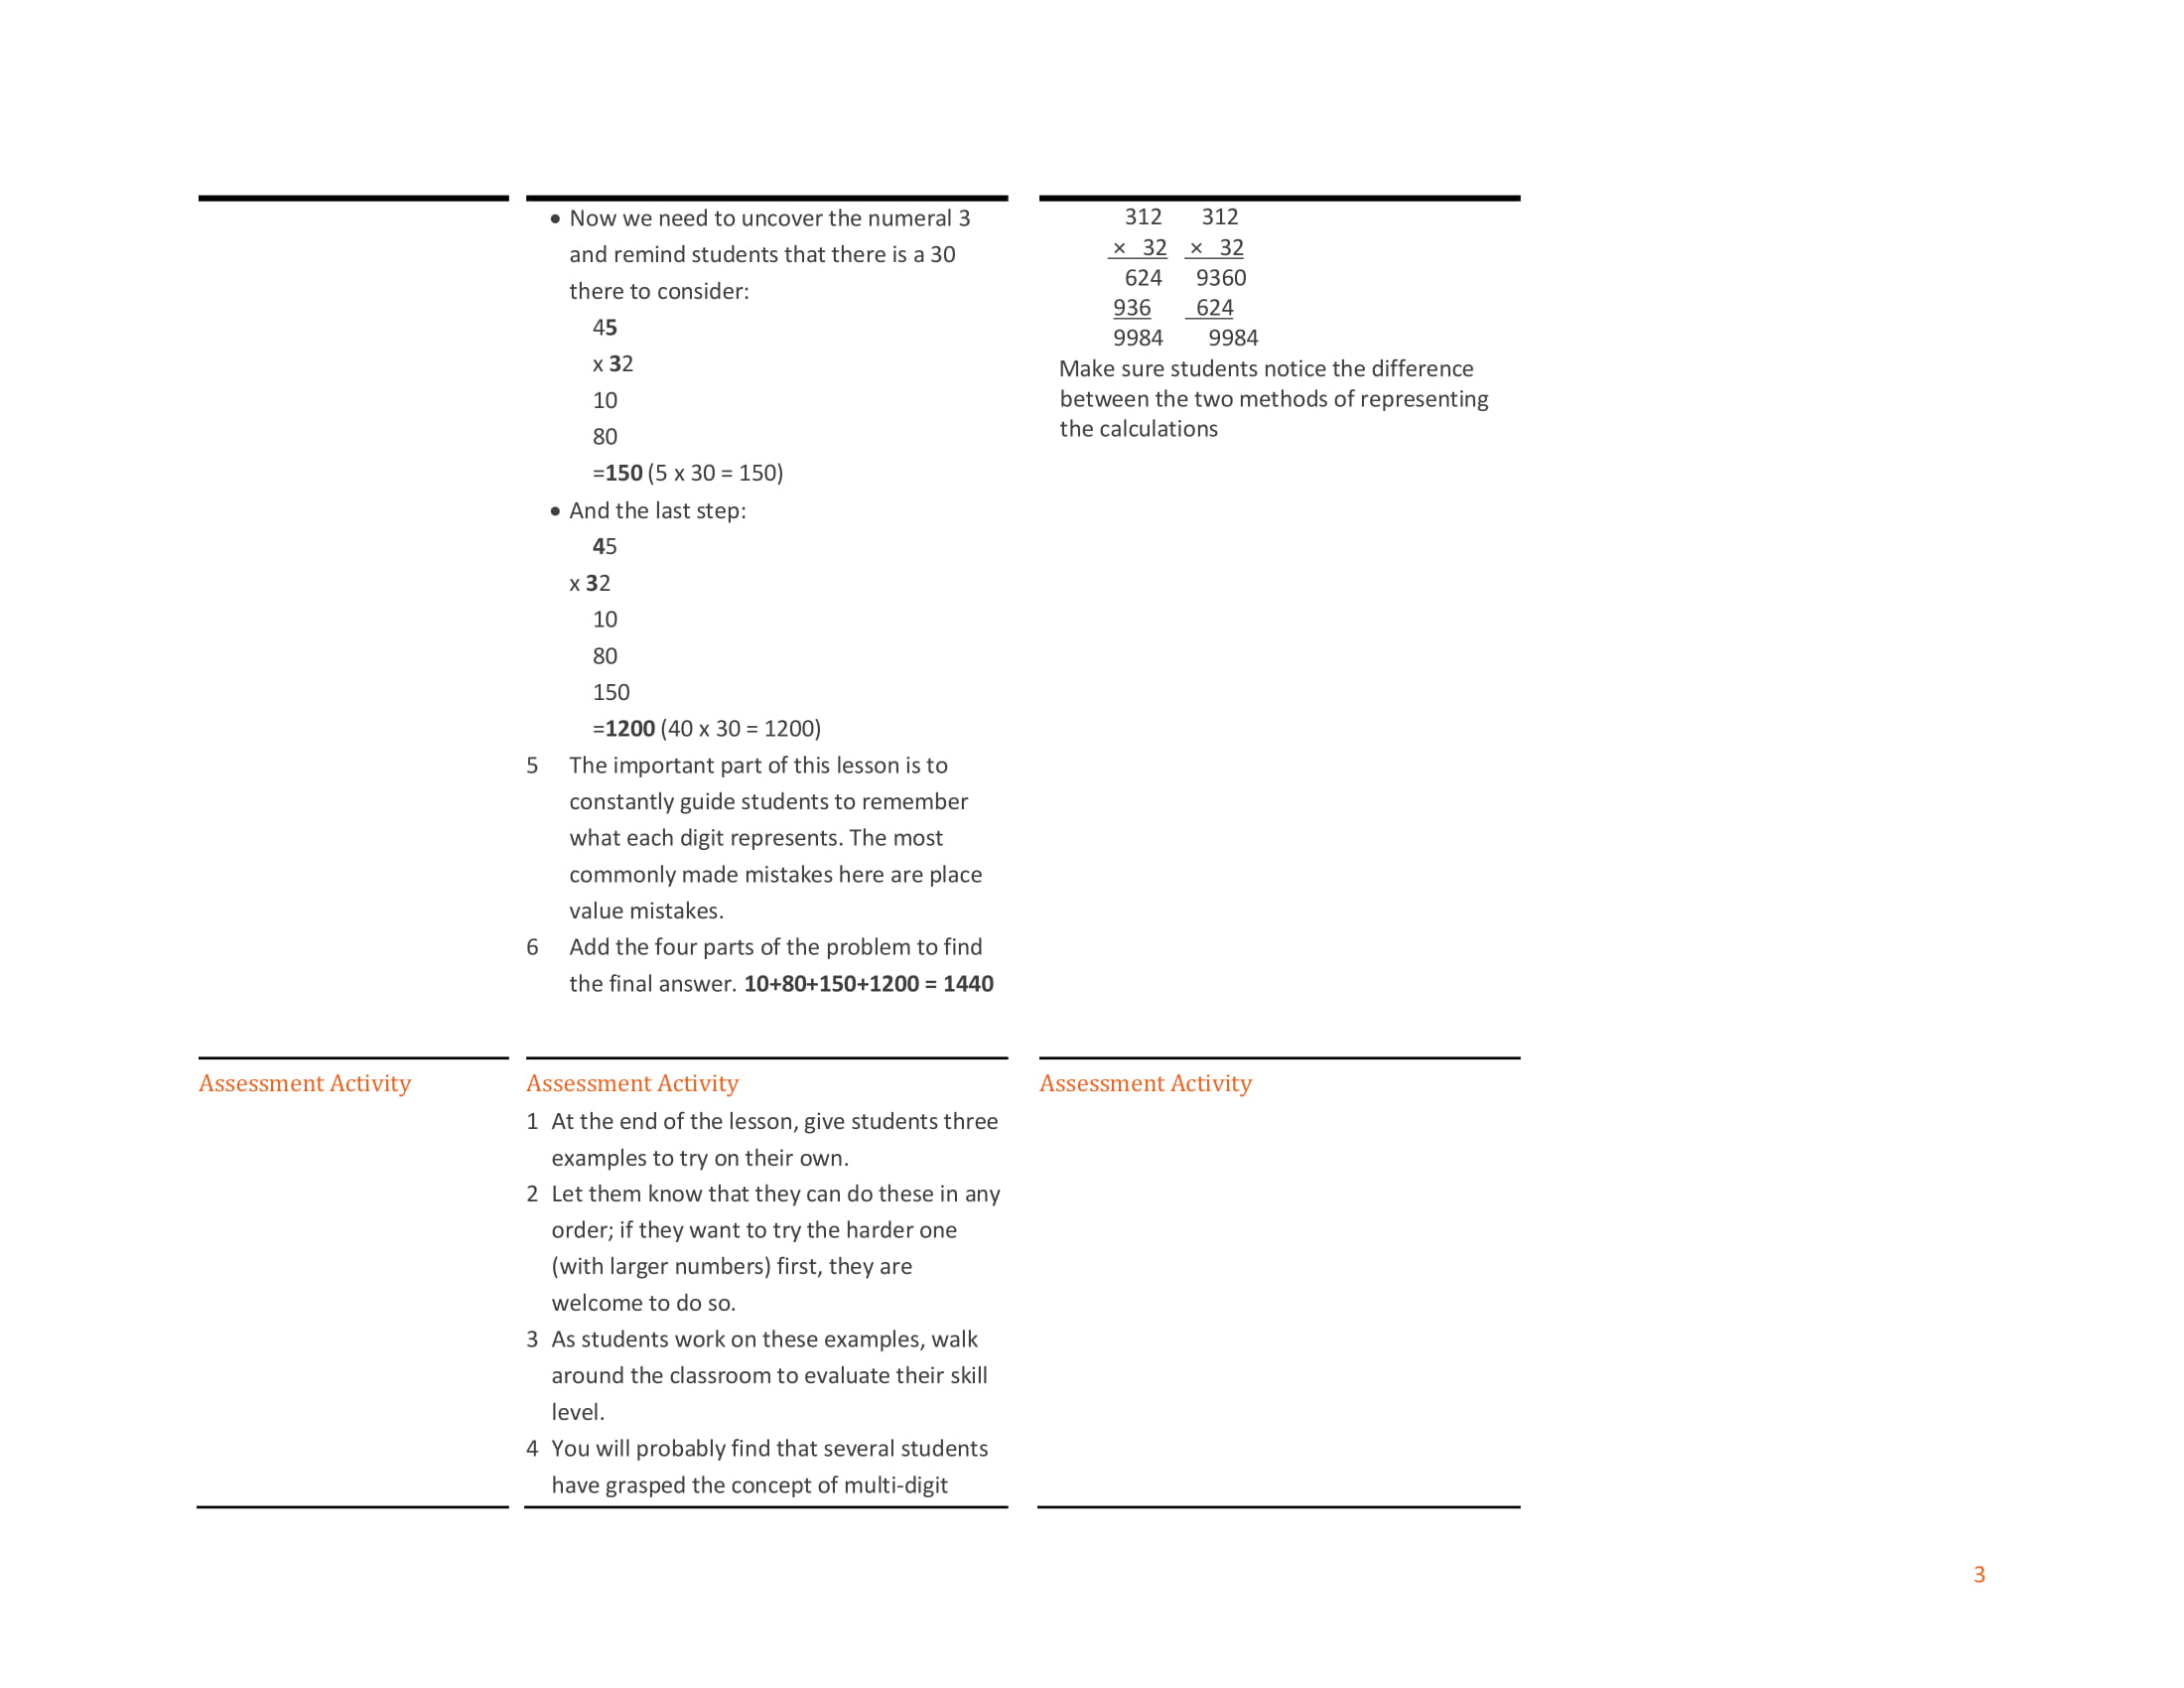 • Now we need to uncover the numeral 3
and remind students that there is a 30
there to consider:
45
x 32
10
80
=150 (5 x 30 = 150)
• And the last step:
45
x 32
10
80
150
=1200 (40 x 30 = 1200)
5 The important part of this lesson is to
constantly guide students to remember
what each digit represents. The most
commonly made mistakes here are place
value mistakes.
6 Add the four parts of the problem to find
the final answer. 10+80+150+1200 = 1440
312 312
× 32 × 32
624 9360
936 624
9984 9984
Make sure students notice the difference
between the two methods of representing
the calculations
Assessment Activity
Assessment Activity
1 At the end of the lesson, give students three
examples to try on their own.
2 Let them know that they can do these in any
order; if they want to try the harder one
(with larger numbers) first, they are
welcome to do so.
3 As students work on these examples, walk
around the classroom to evaluate their skill
level.
4 You will probably find that several students
have grasped the concept of multi-digit
Assessment Activity
3